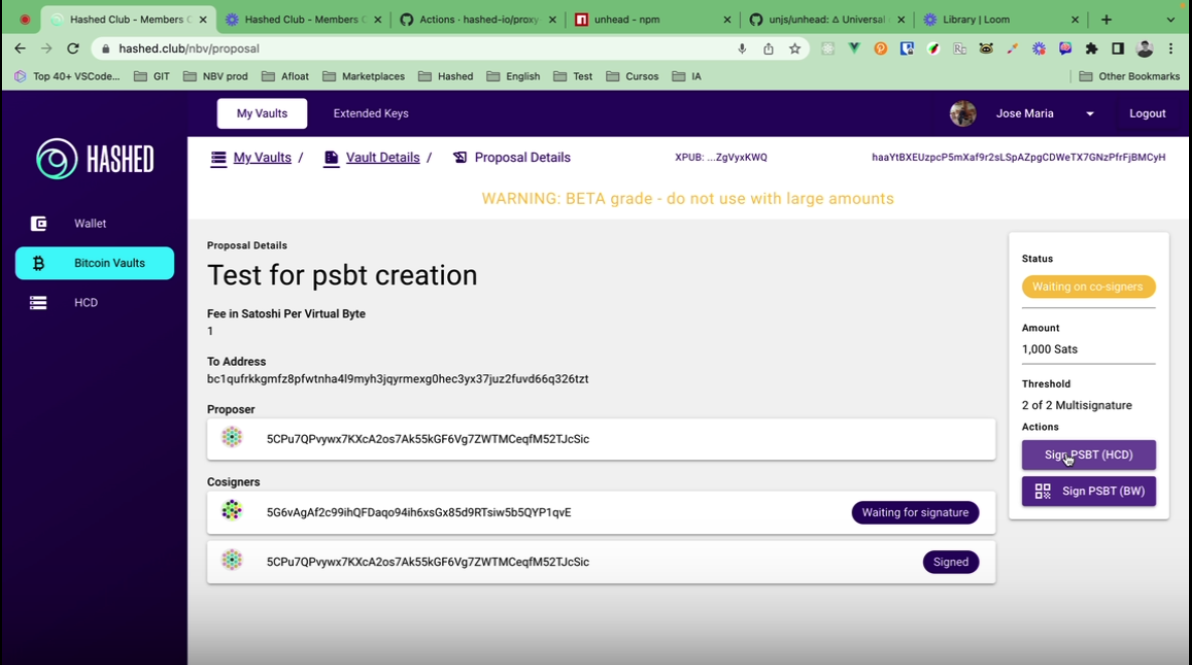 Hashed Club - Members C
Hashed Club - Members C
Actions · hashed-io/proxy-
unhead - npm
unjs/unhead: Δ Universal
Library | Loom
hashed.club/nbv/proposal
Top 40+ VSCode...
GIT
NBV prod
Afloat
Marketplaces
Hashed
English
Test
Cursos
IA
Other Bookmarks
My Vaults
Extended Keys
Jose Maria
Logout
HASHED
My Vaults /
Vault Details /
Proposal Details
XPUB: ...ZgVyxKWQ
haaYtBXEUzpcP5mXaf9r2sLSpAZpgCDWeTX7GNzPfrFjBMCyH
WARNING: BETA grade - do not use with large amounts
Wallet
Bitcoin Vaults
HCD
Proposal Details
Test for psbt creation
Fee in Satoshi Per Virtual Byte
1
To Address
bc1qufrkkgmfz8pfwtnha4l9myh3jqyrmexg0hec3yx37juz2fuvd66q326tzt
Proposer
5CPu7QPvywx7KXcA2os7Ak55kGF6Vg7ZWTMCeqfM52TJcSic
Cosigners
5G6vAgAf2c99ihQFDaqo94ih6xsGx85d9RTsiw5b5QYP1qvE
Waiting for signature
5CPu7QPvywx7KXcA2os7Ak55kGF6Vg7ZWTMCeqfM52TJcSic
Signed
Status
Waiting on co-signers
Amount
1,000 Sats
Threshold
2 of 2 Multisignature
Actions
Sign PSBT (HCD)
Sign PSBT (BW)